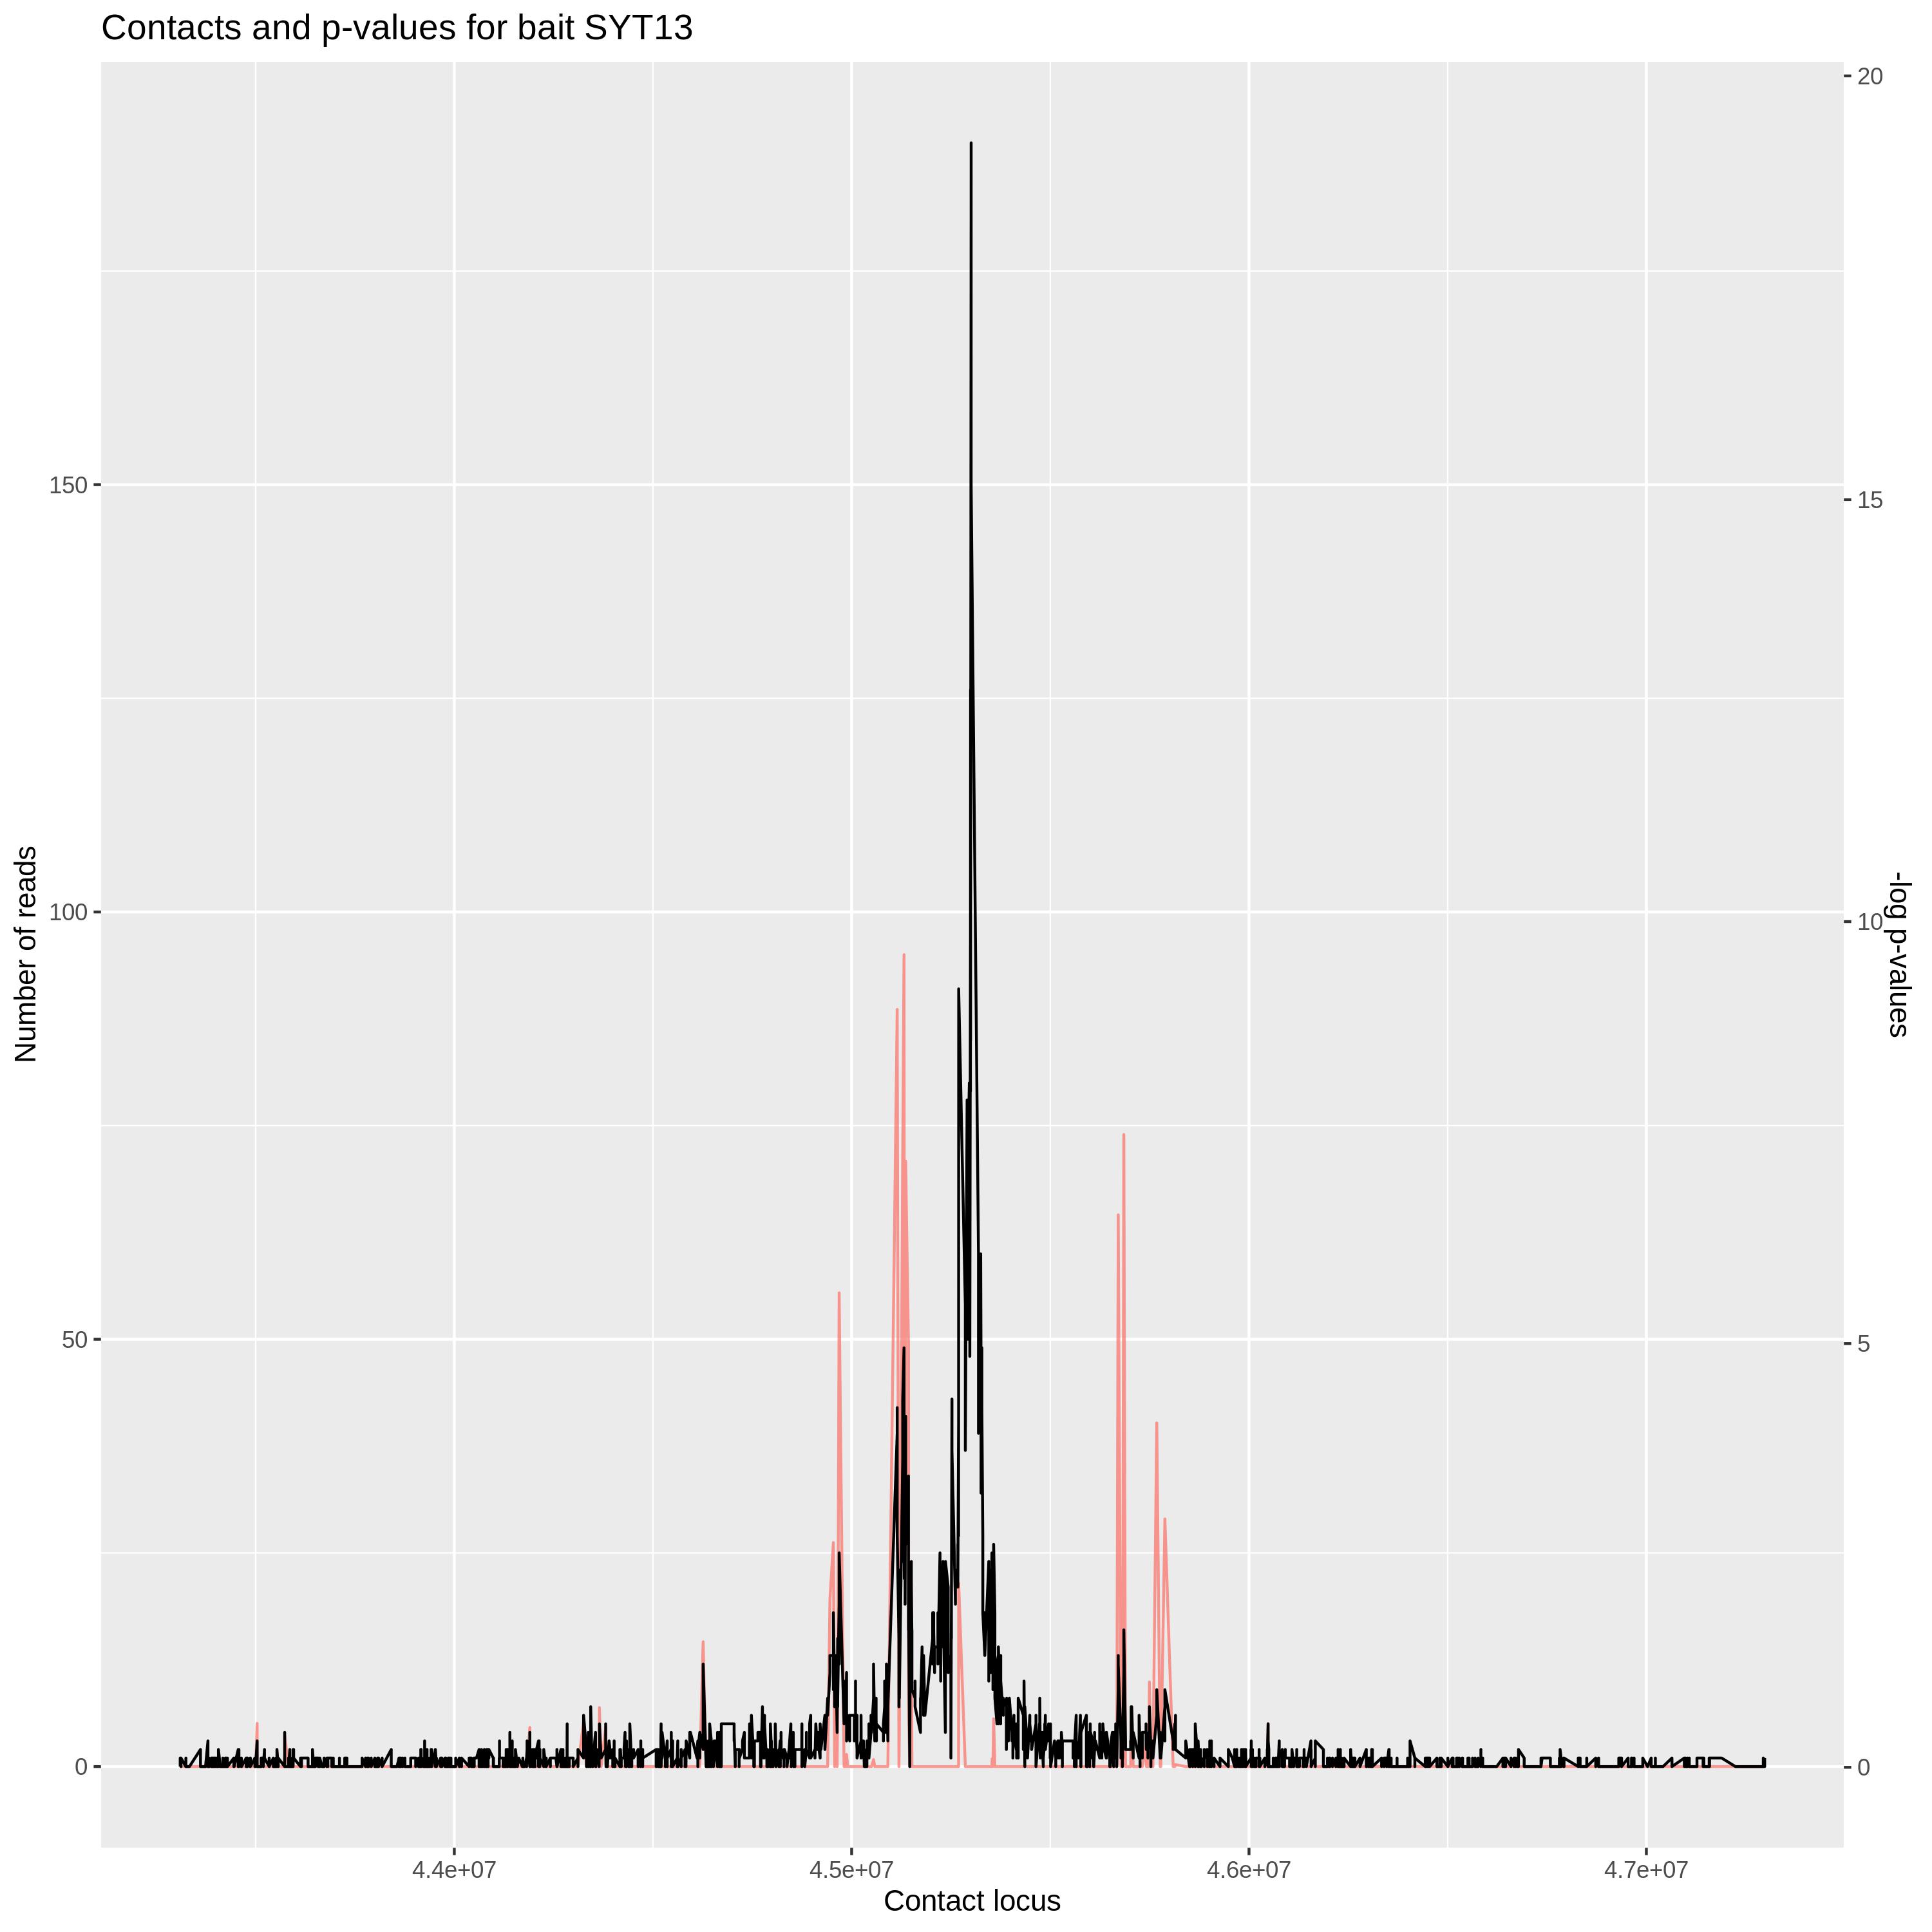 Contacts and p-values for bait SYT13
Number of reads
150
100
50
0
20
15
10
5
0
-log p-values
4.4e+07 4.5e+07 4.6e+07 4.7e+07
Contact locus